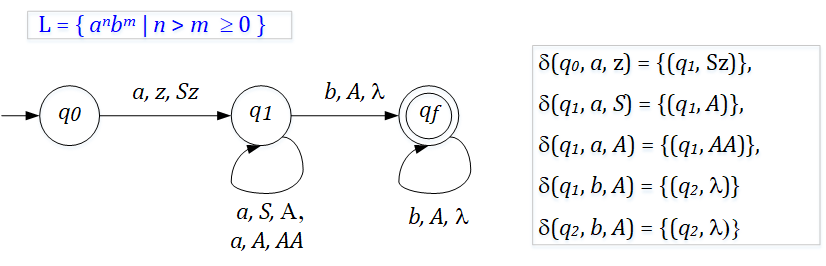 L = { aⁿbᵐ | n > m ≥ 0 }
a, z, Sz
b, A, λ
q0
q1
qf
a, S, A,
a, A, AA
b, A, λ
δ(q₀, a, z) = {(q₁, Sz)},
δ(q₁, a, S) = {(q₁, A)},
δ(q₁, a, A) = {(q₁, AA)},
δ(q₁, b, A) = {(q₂, λ)}
δ(q₂, b, A) = {(q₂, λ)}